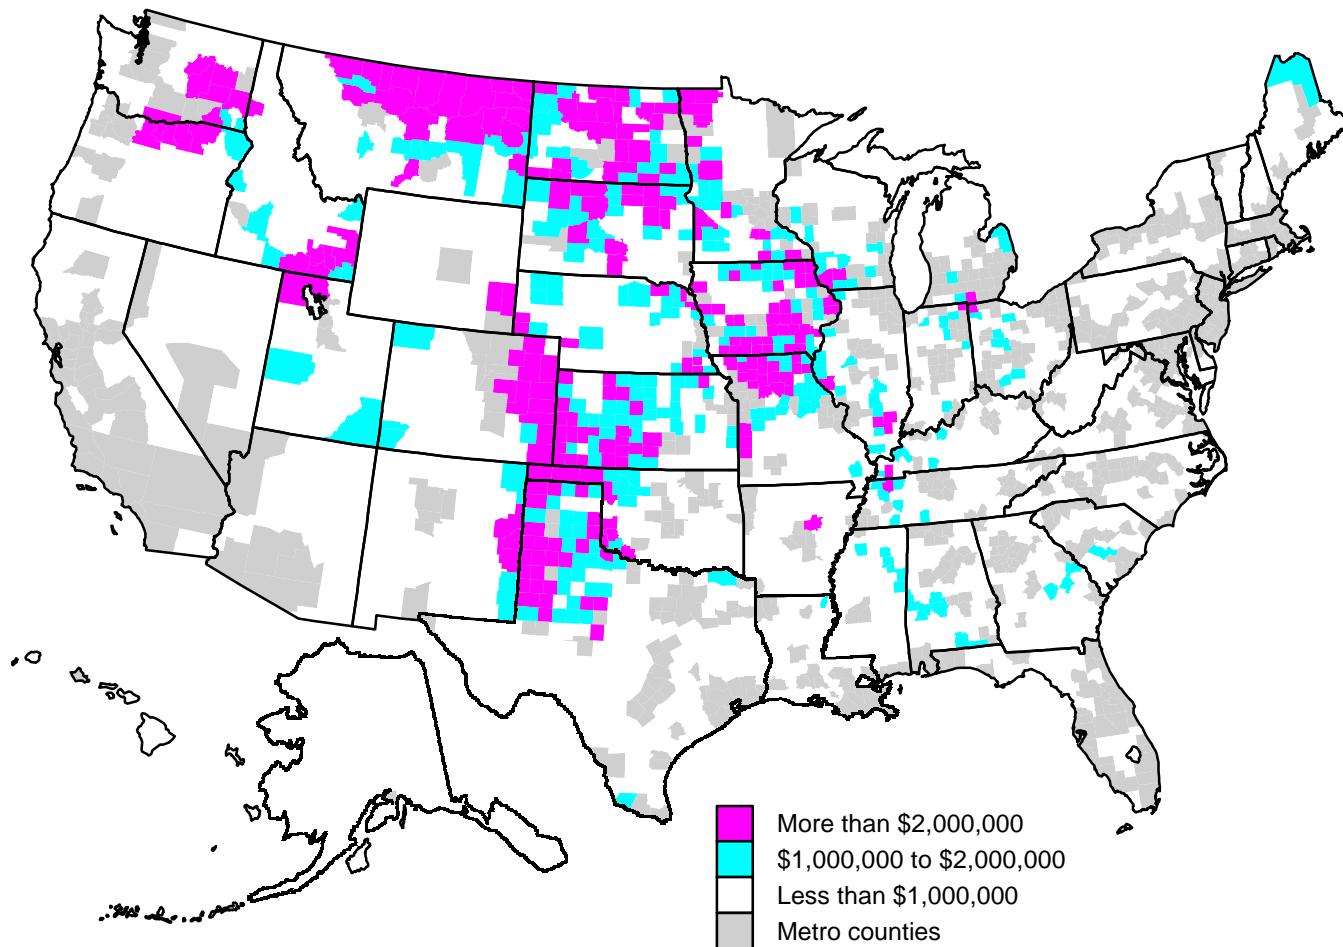 More than $2,000,000
$1,000,000 to $2,000,000
Less than $1,000,000
Metro counties